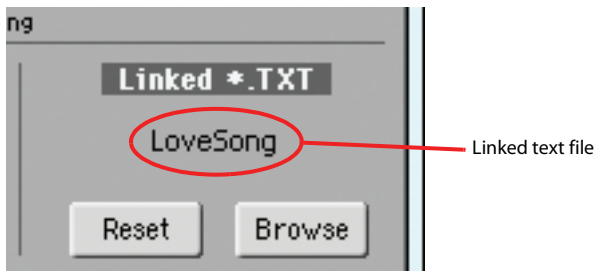 ng
Linked *.TXT
LoveSong
Linked text file
Reset Browse